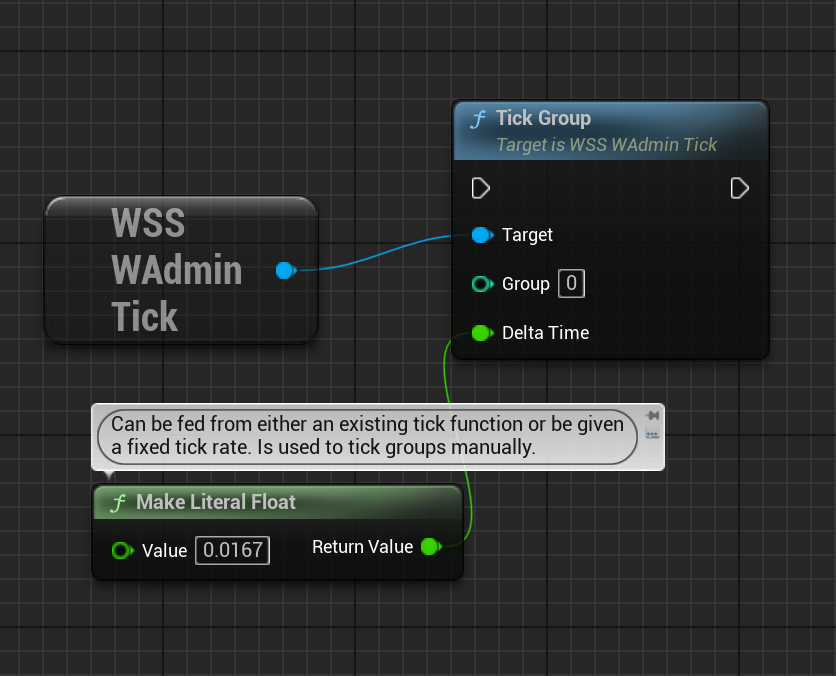 Tick Group
Target is WSS WAdmin Tick
WSS
WAdmin
Tick
Target
Group 0
Delta Time
Can be fed from either an existing tick function or be given
a fixed tick rate. Is used to tick groups manually.
Make Literal Float
Value 0.0167 Return Value